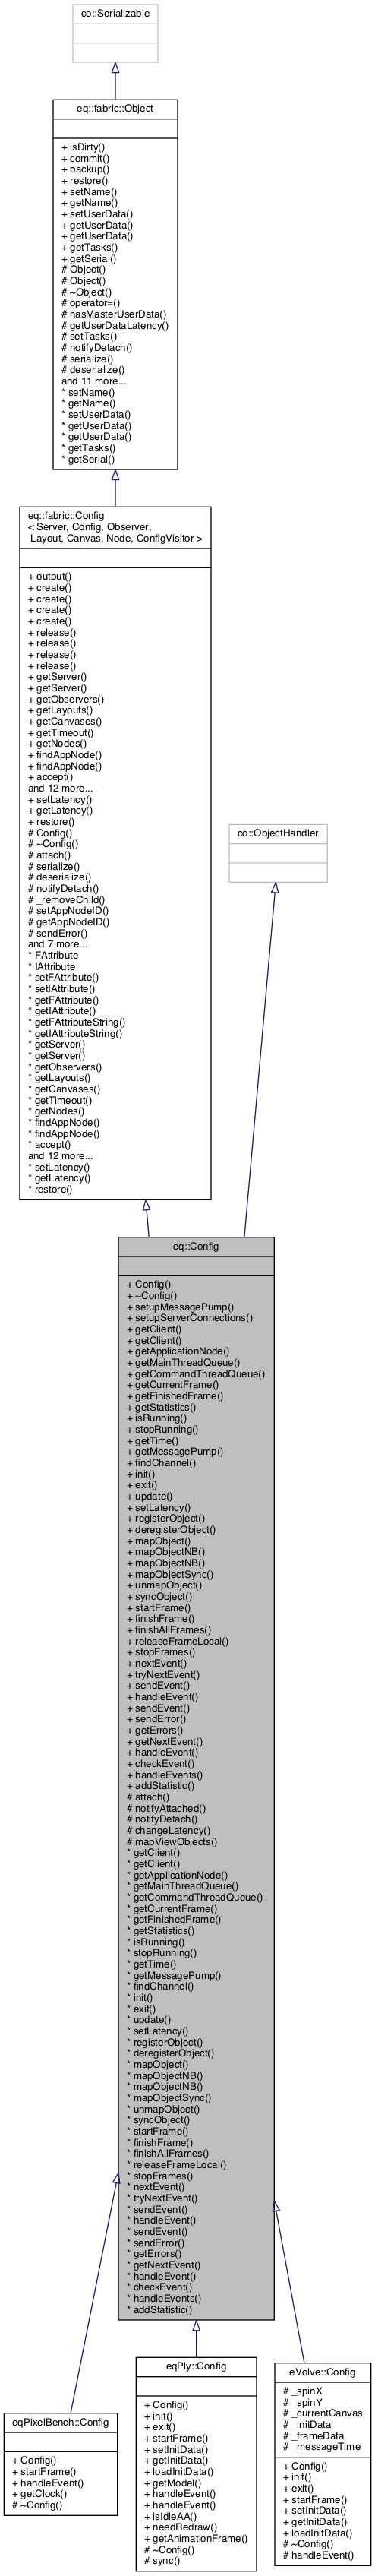 co::Serializable
eq::fabric::Object
+ isDirty()
+ commit()
+ backup()
+ restore()
+ setName()
+ getName()
+ setUserData()
+ getUserData()
+ getUserData()
+ getTasks()
+ getSerial()
# Object()
# Object()
# ~Object()
# operator=()
# hasMasterUserData()
# getUserDataLatency()
# setTasks()
# notifyDetach()
# serialize()
# deserialize()
and 11 more...
* setName()
* getName()
* setUserData()
* getUserData()
* getUserData()
* getTasks()
* getSerial()
eq::fabric::Config
< Server, Config, Observer,
Layout, Canvas, Node, ConfigVisitor >
+ output()
+ create()
+ create()
+ create()
+ create()
+ release()
+ release()
+ release()
+ release()
+ getServer()
+ getServer()
+ getObservers()
+ getLayouts()
+ getCanvases()
+ getTimeout()
+ getNodes()
+ findAppNode()
+ findAppNode()
+ accept()
and 12 more...
+ setLatency()
+ getLatency()
+ restore()
# Config()
# ~Config()
# attach()
# serialize()
# deserialize()
# notifyDetach()
# _removeChild()
# setAppNodeID()
# getAppNodeID()
# sendError()
and 7 more...
* FAttribute
* IAttribute
* setFAttribute()
* setIAttribute()
* getFAttribute()
* getIAttribute()
* getFAttributeString()
* getIAttributeString()
* getServer()
* getServer()
* getObservers()
* getLayouts()
* getCanvases()
* getTimeout()
* getNodes()
* findAppNode()
* findAppNode()
* accept()
and 12 more...
* setLatency()
* getLatency()
* restore()
co::ObjectHandler
eq::Config
+ Config()
+ ~Config()
+ setupMessagePump()
+ setupServerConnections()
+ getClient()
+ getClient()
+ getApplicationNode()
+ getMainThreadQueue()
+ getCommandThreadQueue()
+ getCurrentFrame()
+ getFinishedFrame()
+ getStatistics()
+ isRunning()
+ stopRunning()
+ getTime()
+ getMessagePump()
+ findChannel()
+ init()
+ exit()
+ update()
+ setLatency()
+ registerObject()
+ deregisterObject()
+ mapObject()
+ mapObjectNB()
+ mapObjectNB()
+ mapObjectSync()
+ unmapObject()
+ syncObject()
+ startFrame()
+ finishFrame()
+ finishAllFrames()
+ releaseFrameLocal()
+ stopFrames()
+ nextEvent()
+ tryNextEvent()
+ sendEvent()
+ handleEvent()
+ sendEvent()
+ sendError()
+ getErrors()
+ getNextEvent()
+ handleEvent()
+ checkEvent()
+ handleEvents()
+ addStatistic()
# attach()
# notifyAttached()
# notifyDetach()
# changeLatency()
# mapViewObjects()
* getClient()
* getClient()
* getApplicationNode()
* getMainThreadQueue()
* getCommandThreadQueue()
* getCurrentFrame()
* getFinishedFrame()
* getStatistics()
* isRunning()
* stopRunning()
* getTime()
* getMessagePump()
* findChannel()
* init()
* exit()
* update()
* setLatency()
* registerObject()
* deregisterObject()
* mapObject()
* mapObjectNB()
* mapObjectNB()
* mapObjectSync()
* unmapObject()
* syncObject()
* startFrame()
* finishFrame()
* finishAllFrames()
* releaseFrameLocal()
* stopFrames()
* nextEvent()
* tryNextEvent()
* sendEvent()
* handleEvent()
* sendEvent()
* sendError()
* getErrors()
* getNextEvent()
* handleEvent()
* checkEvent()
* handleEvents()
* addStatistic()
eqPixelBench::Config
+ Config()
+ startFrame()
+ handleEvent()
+ getClock()
# ~Config()
eqPly::Config
+ Config()
+ init()
+ exit()
+ startFrame()
+ setInitData()
+ getInitData()
+ loadInitData()
+ getModel()
+ handleEvent()
+ handleEvent()
+ isIdleAA()
+ needRedraw()
+ getAnimationFrame()
# ~Config()
# sync()
eVolve::Config
# _spinX
# _spinY
# _currentCanvas
# _initData
# _frameData
# _messageTime
+ Config()
+ init()
+ exit()
+ startFrame()
+ setInitData()
+ getInitData()
+ loadInitData()
# ~Config()
# handleEvent()